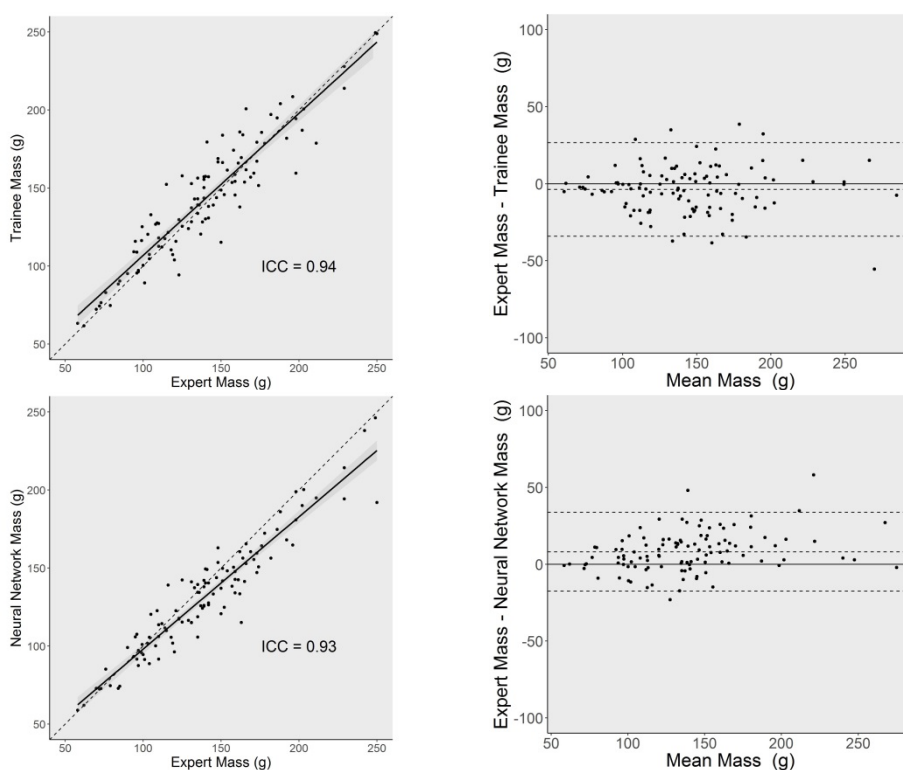 250
200
150
100
50
Trainee Mass (g)
ICC = 0.94
50 100 150 200 250
Expert Mass (g)
100
50
0
-50
-100
Expert Mass - Trainee Mass (g)
50 100 150 200 250
Mean Mass (g)
250
200
150
100
50
Neural Network Mass (g)
ICC = 0.93
50 100 150 200 250
Expert Mass (g)
100
50
0
-50
-100
Expert Mass - Neural Network Mass (g)
50 100 150 200 250
Mean Mass (g)